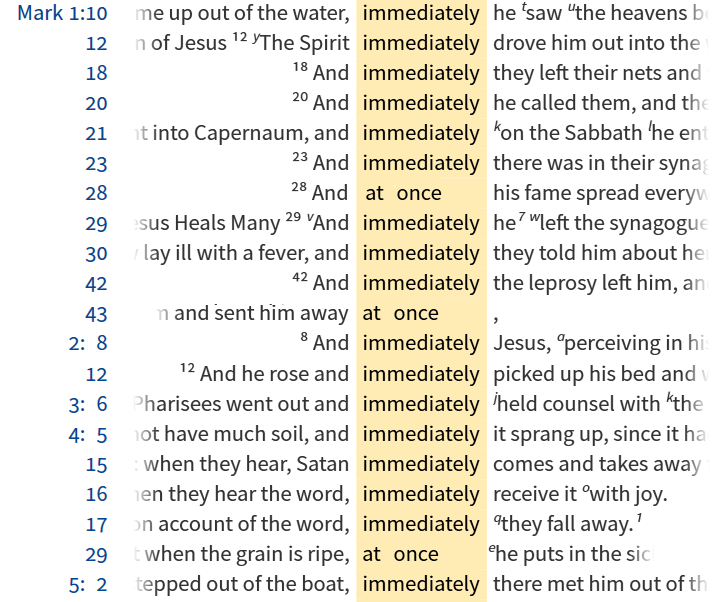 Mark 1:10 me up out of the water, immediately he ᵗsaw ᵘthe heavens
12 of Jesus ¹² ʸThe Spirit immediately drove him out into the
18 ¹⁸ And immediately they left their nets and
20 ²⁰ And immediately he called them, and the
21 into Capernaum, and immediately ᵏon the Sabbath ˡhe ent
23 ²³ And immediately there was in their synag
28 ²⁸ And at once his fame spread everyw
29 esus Heals Many ²⁹ ᵛAnd immediately he⁷ ʷleft the synagogue
30 lay ill with a fever, and immediately they told him about her
42 ⁴² And immediately the leprosy left him, an
43 m and sent him away at once ,
2: 8 ⁸ And immediately Jesus, ᵃperceiving in his
12 ¹² And he rose and immediately picked up his bed and
3: 6 Pharisees went out and immediately ʲheld counsel with ᵏthe
4: 5 not have much soil, and immediately it sprang up, since it ha
15 : when they hear, Satan immediately comes and takes away
16 en they hear the word, immediately receive it ᵒwith joy.
17 on account of the word, immediately ᑫthey fall away.¹
29 when the grain is ripe, at once ᵉhe puts in the sic
5: 2 tepped out of the boat, immediately there met him out of th